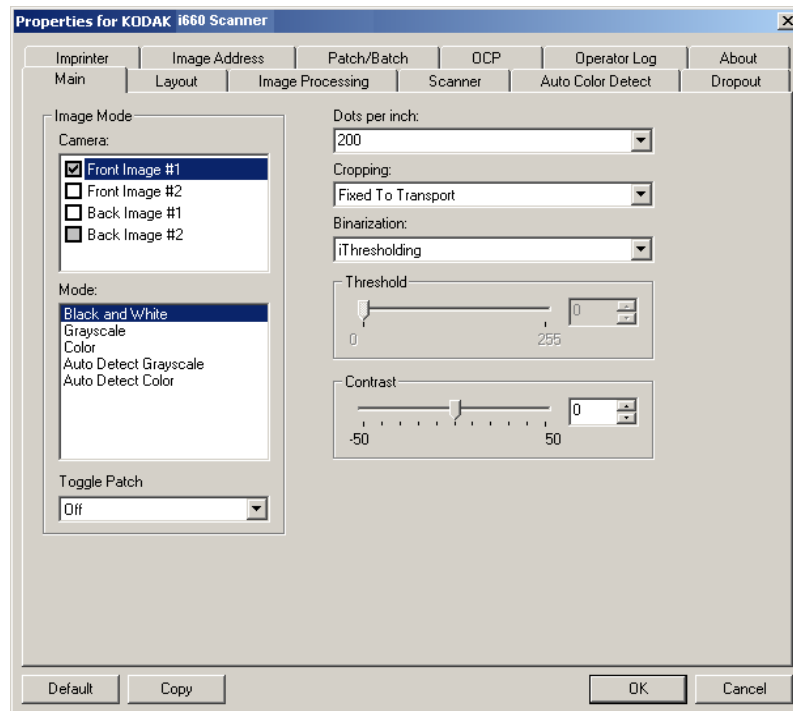 Properties for KODAK i660 Scanner
Imprinter Image Address Patch/Batch OCP Operator Log About
Main Layout Image Processing Scanner Auto Color Detect Dropout
Image Mode
Camera:
Front Image #1
Front Image #2
Back Image #1
Back Image #2
Mode:
Black and White
Grayscale
Color
Auto Detect Grayscale
Auto Detect Color
Toggle Patch
Off
Dots per inch:
200
Cropping:
Fixed To Transport
Binarization:
iThresholding
Threshold
0
0 255
Contrast
0
-50 50
Default Copy OK Cancel